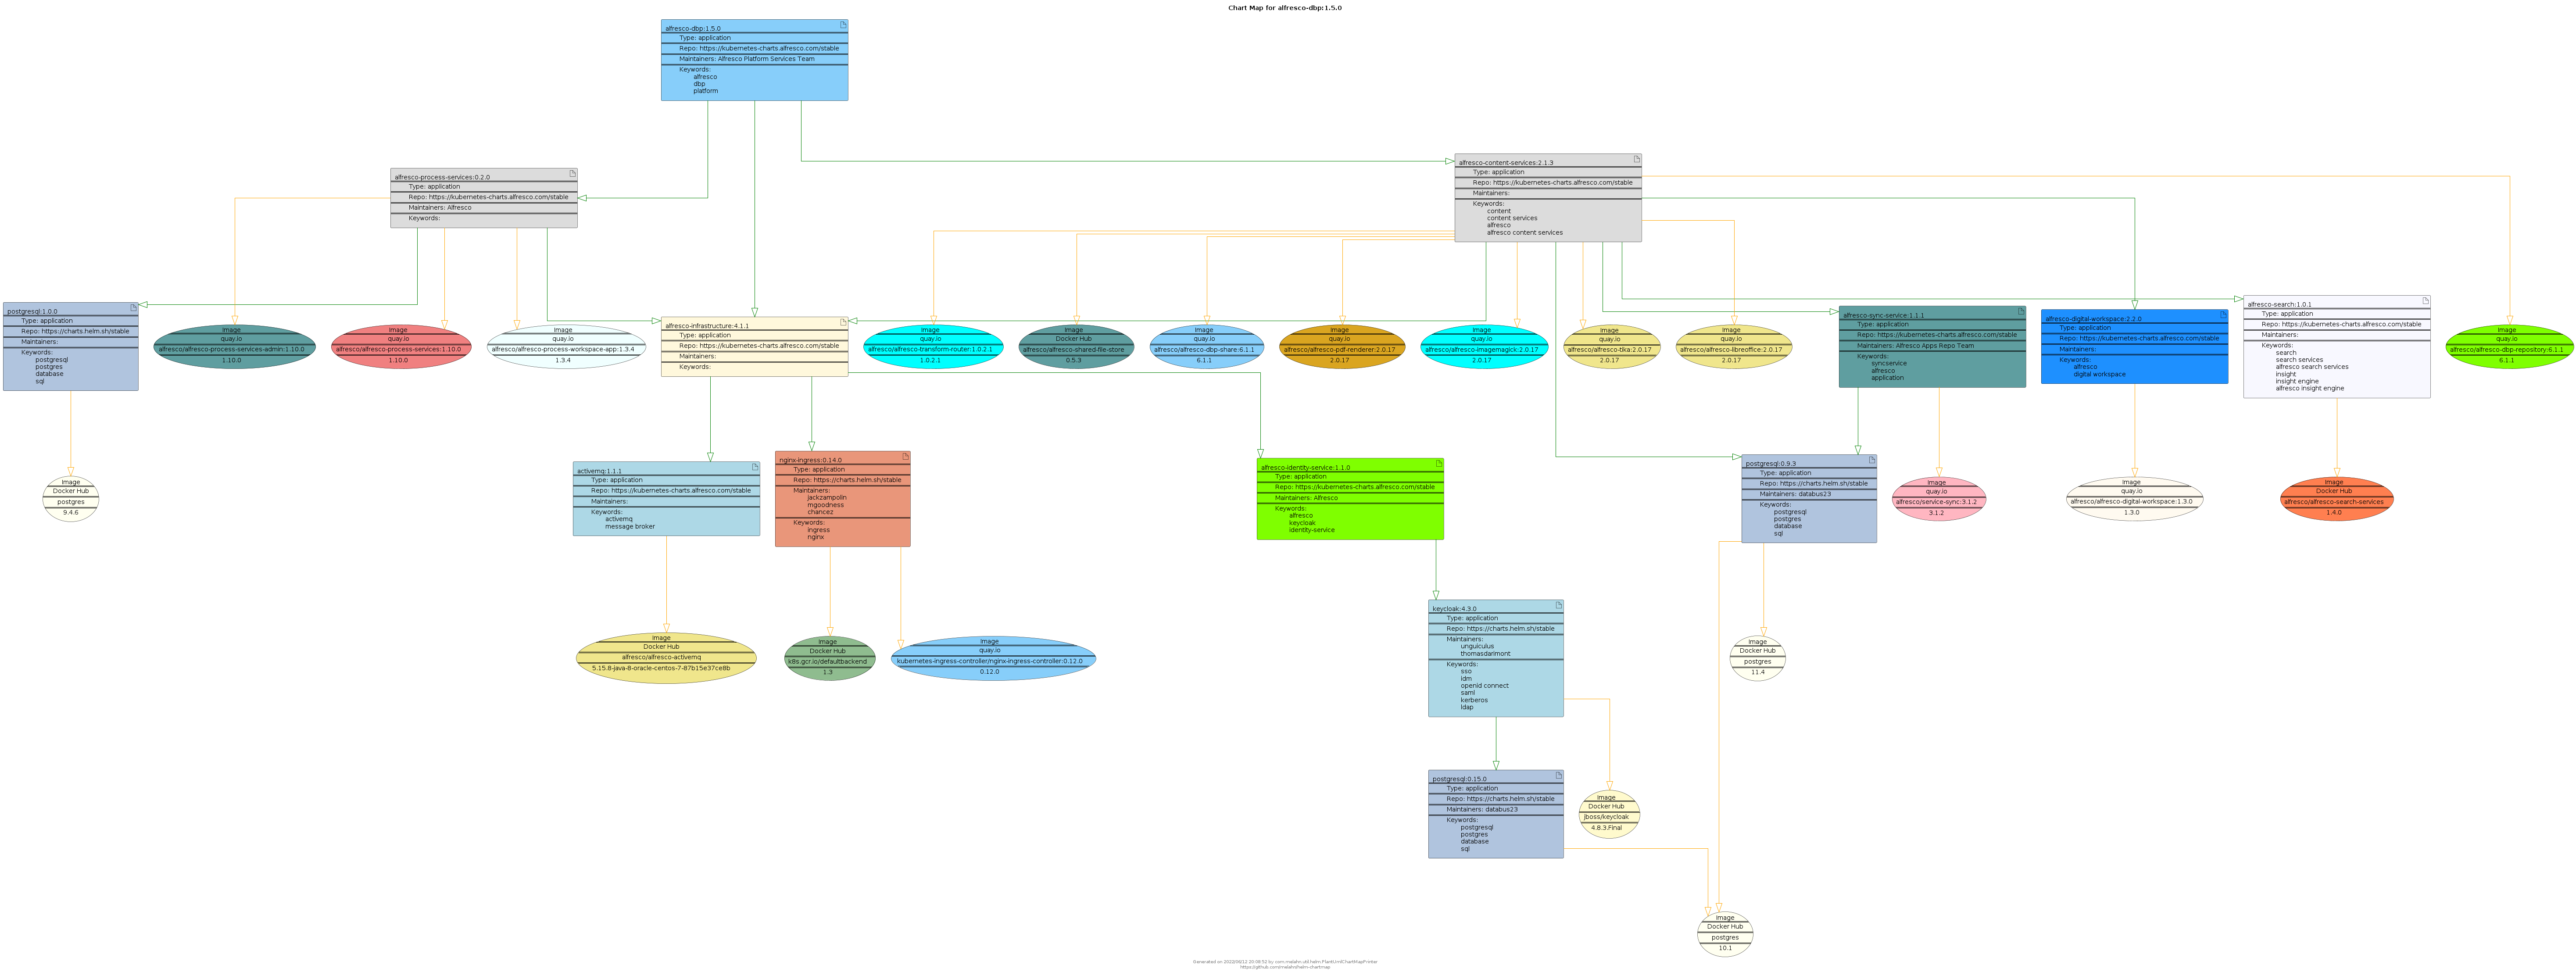 Chart Map for alfresco-dbp:1.5.0
alfresco-dbp:1.5.0
Type: application
Repo: https://kubernetes-charts.alfresco.com/stable
Maintainers: Alfresco Platform Services Team
Keywords:
alfresco
dbp
platform
alfresco-process-services:0.2.0
Type: application
Repo: https://kubernetes-charts.alfresco.com/stable
Maintainers: Alfresco
Keywords:
alfresco-content-services:2.1.3
Type: application
Repo: https://kubernetes-charts.alfresco.com/stable
Maintainers:
Keywords:
content
content services
alfresco
alfresco content services
postgresql:1.0.0
Type: application
Repo: https://charts.helm.sh/stable
Maintainers:
Keywords:
postgresql
postgres
database
sql
Image
quay.io
alfresco/alfresco-process-services-admin:1.10.0
1.10.0
Image
quay.io
alfresco/alfresco-process-services:1.10.0
1.10.0
Image
quay.io
alfresco/alfresco-process-workspace-app:1.3.4
1.3.4
alfresco-infrastructure:4.1.1
Type: application
Repo: https://kubernetes-charts.alfresco.com/stable
Maintainers:
Keywords:
Image
quay.io
alfresco/alfresco-transform-router:1.0.2.1
1.0.2.1
Image
Docker Hub
alfresco/alfresco-shared-file-store
0.5.3
Image
quay.io
alfresco/alfresco-dbp-share:6.1.1
6.1.1
Image
quay.io
alfresco/alfresco-pdf-renderer:2.0.17
2.0.17
Image
quay.io
alfresco/alfresco-imagemagick:2.0.17
2.0.17
Image
quay.io
alfresco/alfresco-tika:2.0.17
2.0.17
Image
quay.io
alfresco/alfresco-libreoffice:2.0.17
2.0.17
alfresco-sync-service:1.1.1
Type: application
Repo: https://kubernetes-charts.alfresco.com/stable
Maintainers: Alfresco Apps Repo Team
Keywords:
syncservice
alfresco
application
alfresco-digital-workspace:2.2.0
Type: application
Repo: https://kubernetes-charts.alfresco.com/stable
Maintainers:
Keywords:
alfresco
digital workspace
alfresco-search:1.0.1
Type: application
Repo: https://kubernetes-charts.alfresco.com/stable
Maintainers:
Keywords:
search
search services
alfresco search services
insight
insight engine
alfresco insight engine
Image
quay.io
alfresco/alfresco-dbp-repository:6.1.1
6.1.1
Image
Docker Hub
postgres
9.4.6
activemq:1.1.1
Type: application
Repo: https://kubernetes-charts.alfresco.com/stable
Maintainers:
Keywords:
activemq
message broker
nginx-ingress:0.14.0
Type: application
Repo: https://charts.helm.sh/stable
Maintainers:
jackzampolin
mgoodness
chancez
Keywords:
ingress
nginx
alfresco-identity-service:1.1.0
Type: application
Repo: https://kubernetes-charts.alfresco.com/stable
Maintainers: Alfresco
Keywords:
alfresco
keycloak
identity-service
postgresql:0.9.3
Type: application
Repo: https://charts.helm.sh/stable
Maintainers: databus23
Keywords:
postgresql
postgres
database
sql
Image
quay.io
alfresco/service-sync:3.1.2
3.1.2
Image
quay.io
alfresco/alfresco-digital-workspace:1.3.0
1.3.0
Image
Docker Hub
alfresco/alfresco-search-services
1.4.0
Image
Docker Hub
alfresco/alfresco-activemq
5.15.8-java-8-oracle-centos-7-87b15e37ce8b
Image
Docker Hub
k8s.gcr.io/defaultbackend
1.3
Image
quay.io
kubernetes-ingress-controller/nginx-ingress-controller:0.12.0
0.12.0
keycloak:4.3.0
Type: application
Repo: https://charts.helm.sh/stable
Maintainers:
unguiculus
thomasdarimont
Keywords:
sso
idm
openid connect
saml
kerberos
ldap
Image
Docker Hub
postgres
11.4
postgresql:0.15.0
Type: application
Repo: https://charts.helm.sh/stable
Maintainers: databus23
Keywords:
postgresql
postgres
database
sql
Image
Docker Hub
jboss/keycloak
4.8.3.Final
Image
Docker Hub
postgres
10.1
Generated on 2020/06/12 20:09:52 by com.melahn.util.helm.PlantUmlChartMapPrinter
https://github.com/melahn/helm-chartmap